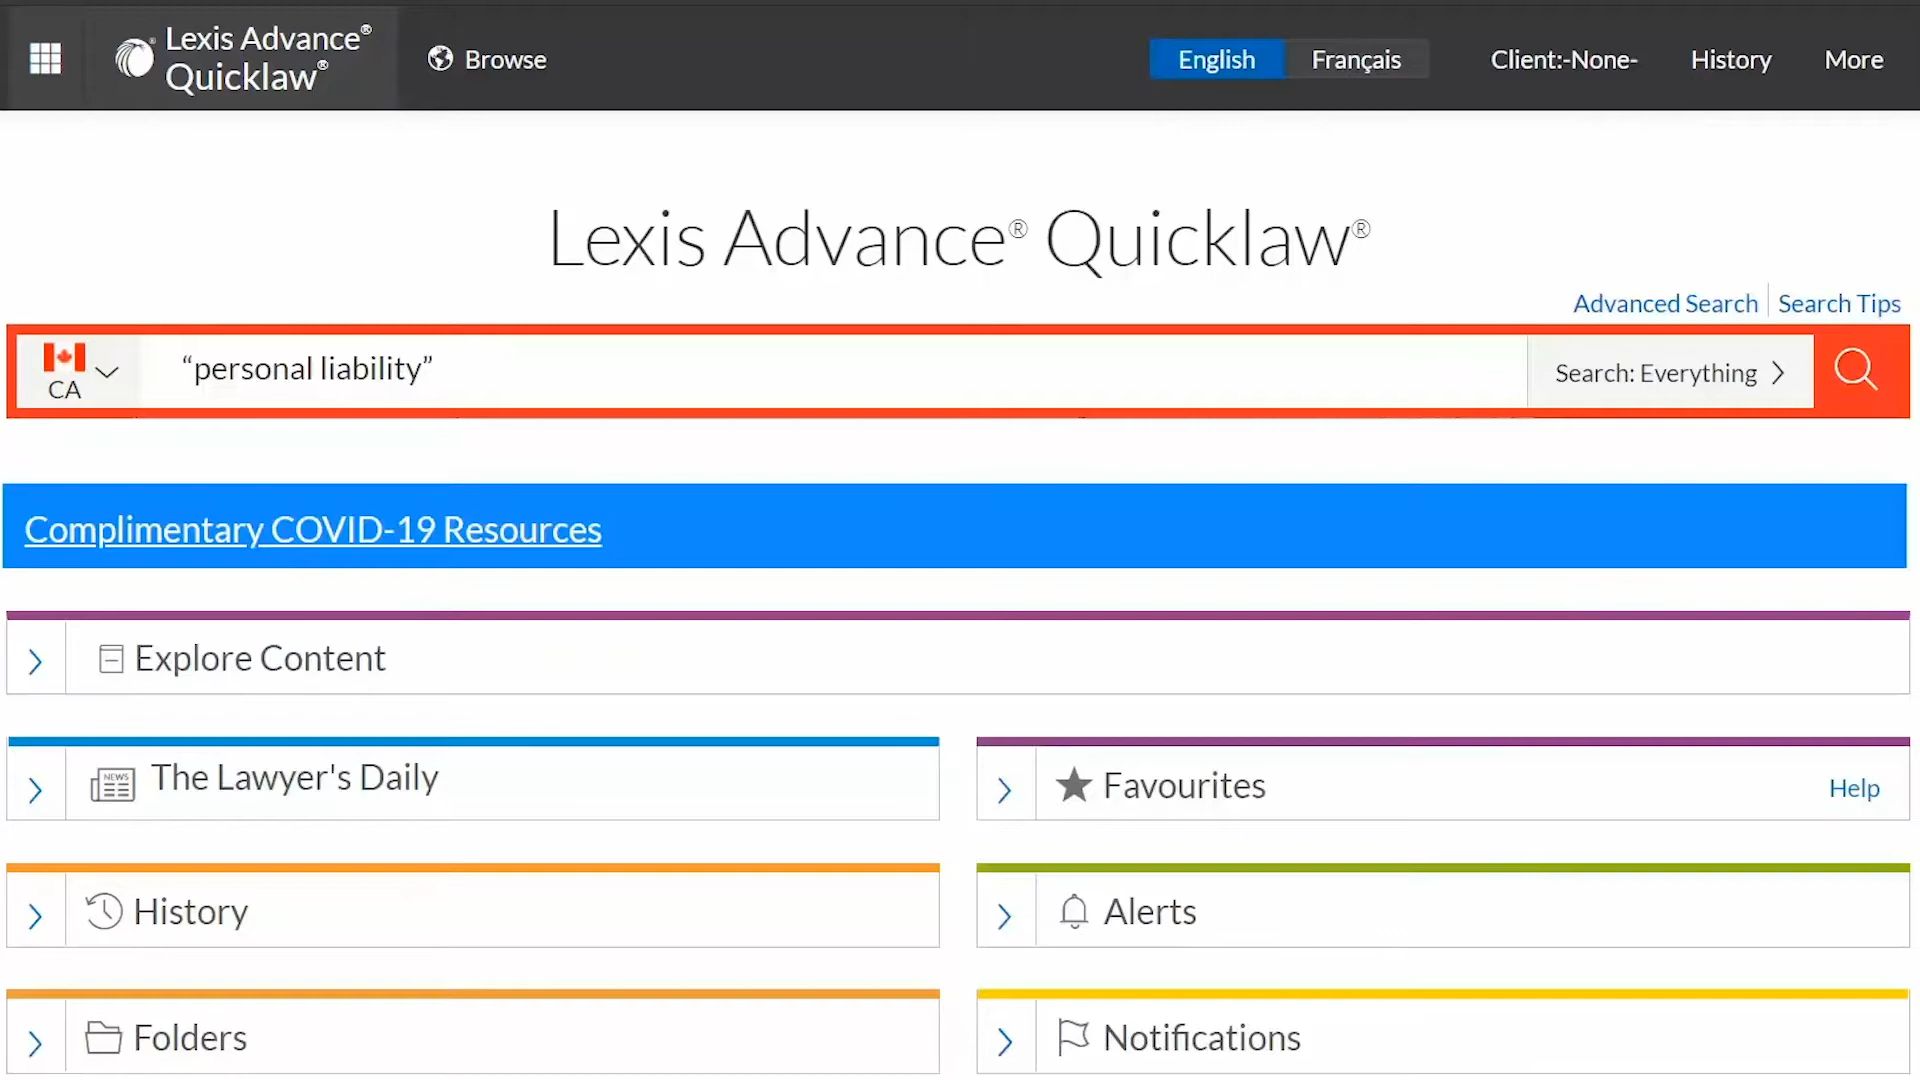 Lexis Advance®
Quicklaw®
Browse
English
Français
Client:-None-
History
More
Lexis Advance® Quicklaw®
Advanced Search
Search Tips
CA
“personal liability”
Search: Everything
Complimentary COVID-19 Resources
Explore Content
NEWS
The Lawyer's Daily
Favourites
Help
History
Alerts
Folders
Notifications